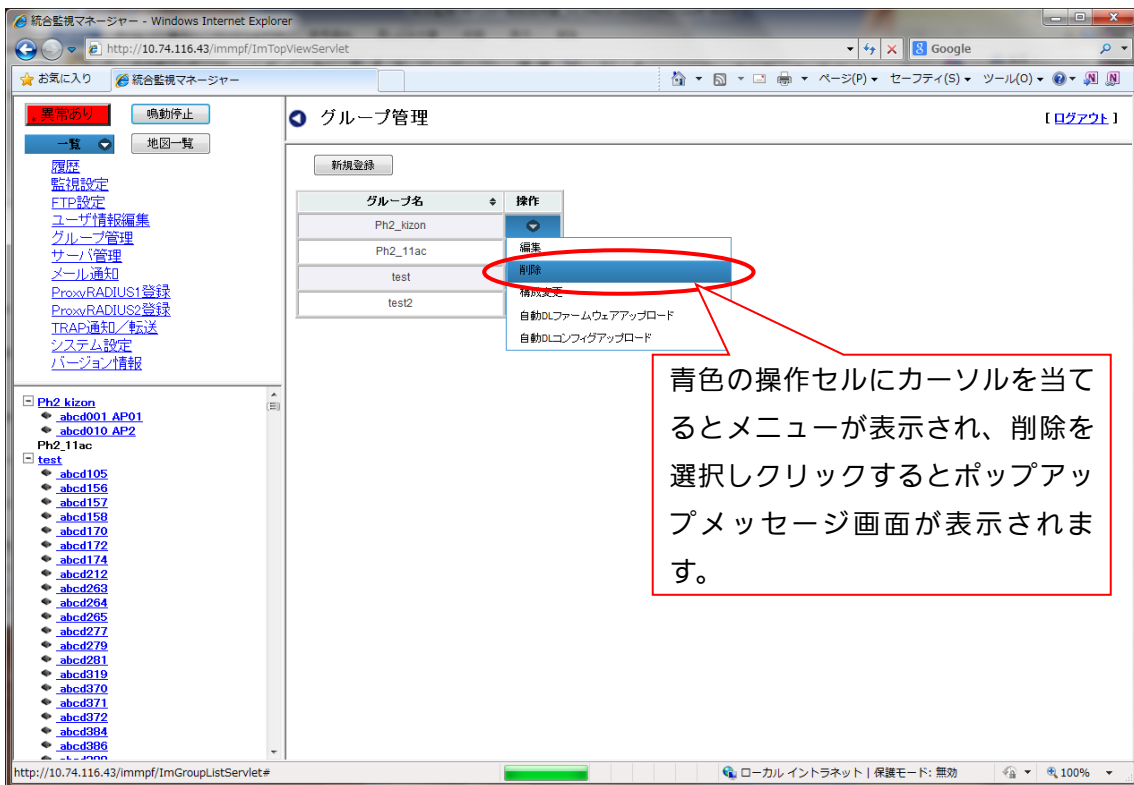 統合監視マネージャー - Windows Internet Explorer
http://10.74.116.43/immpf/ImTopViewServlet
Google
お気に入り
統合監視マネージャー
ページ(P)
セーフティ(S)
ツール(O)
異常あり
鳴動停止
一覧
地図一覧
履歴
監視設定
FTP設定
ユーザ情報編集
グループ管理
サーバ管理
メール通知
ProxyRADIUS1登録
ProxyRADIUS2登録
TRAP通知／転送
システム設定
バージョン情報
Ph2 kizon
abcd001 AP01
abcd010 AP2
Ph2_11ac
test
abcd105
abcd156
abcd157
abcd158
abcd170
abcd172
abcd174
abcd212
abcd263
abcd264
abcd265
abcd277
abcd279
abcd281
abcd319
abcd370
abcd371
abcd372
abcd384
abcd386
グループ管理
[ ログアウト ]
新規登録
グループ名 操作
Ph2_kizon
Ph2_11ac
test
test2
編集
削除
構成変更
自動DLファームウェアアップロード
自動DLコンフィグアップロード
青色の操作セルにカーソルを当て
るとメニューが表示され、削除を
選択しクリックするとポップアッ
プメッセージ画面が表示されま
す。
http://10.74.116.43/immpf/ImGroupListServlet#
ローカル イントラネット | 保護モード: 無効
100%